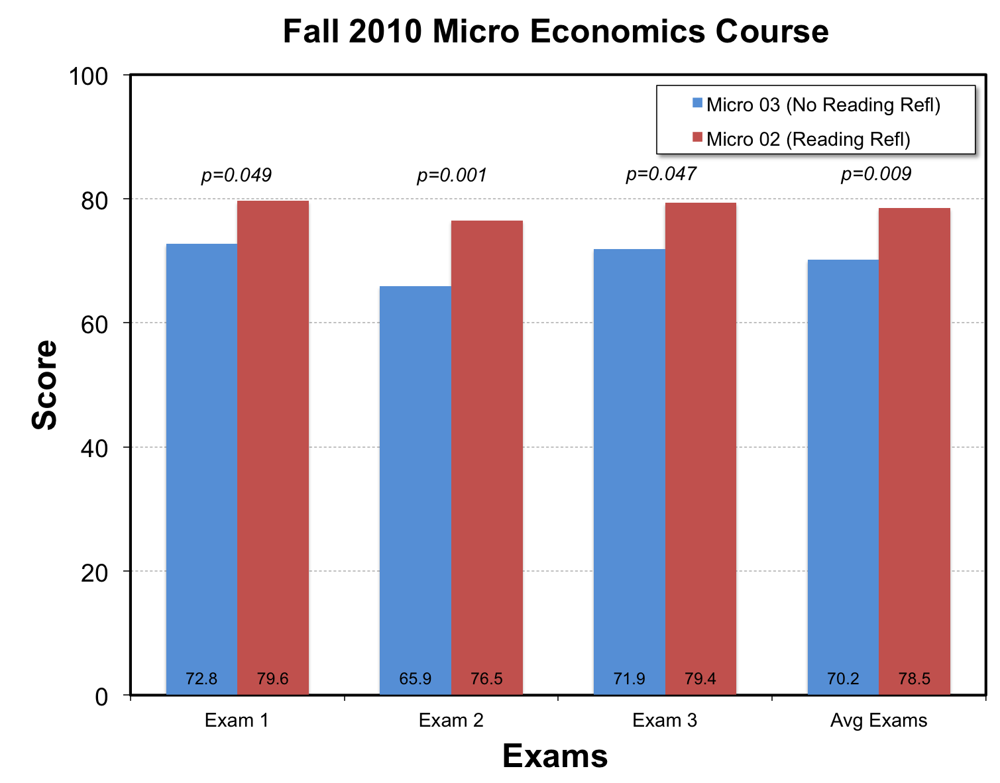 Fall 2010 Micro Economics Course
100
80
60
40
20
0
Score
Micro 03 (No Reading Refl)
Micro 02 (Reading Refl)
p=0.049
p=0.001
p=0.047
p=0.009
72.8
79.6
65.9
76.5
71.9
79.4
70.2
78.5
Exam 1
Exam 2
Exam 3
Avg Exams
Exams